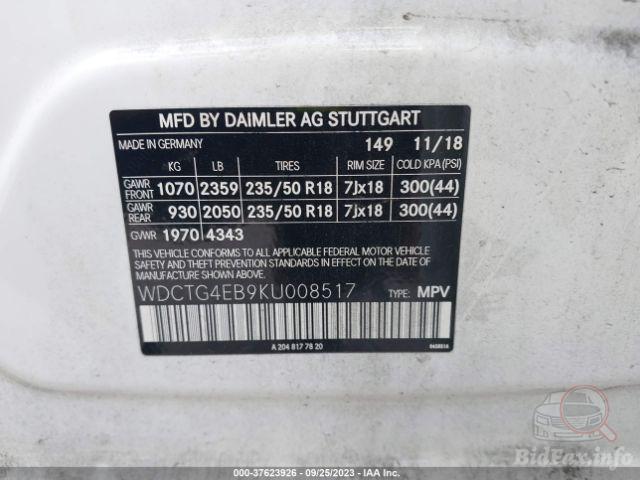 MFD BY DAIMLER AG STUTTGART
MADE IN GERMANY 149 11/18
KG LB TIRES RIM SIZE COLD KPA (PSI)
GAWR FRONT 1070 2359 235/50 R18 7Jx18 300(44)
GAWR REAR 930 2050 235/50 R18 7Jx18 300(44)
GVWR 1970 4343
THIS VEHICLE CONFORMS TO ALL APPLICABLE FEDERAL MOTOR VEHICLE
SAFETY AND THEFT PREVENTION STANDARDS IN EFFECT ON THE DATE
OF MANUFACTURE SHOWN ABOVE.
WDCTG4EB9KU008517 TYPE: MPV
A 204 817 78 20
BidFax.info
000-37623926 - 09/25/2023 - IAA Inc.